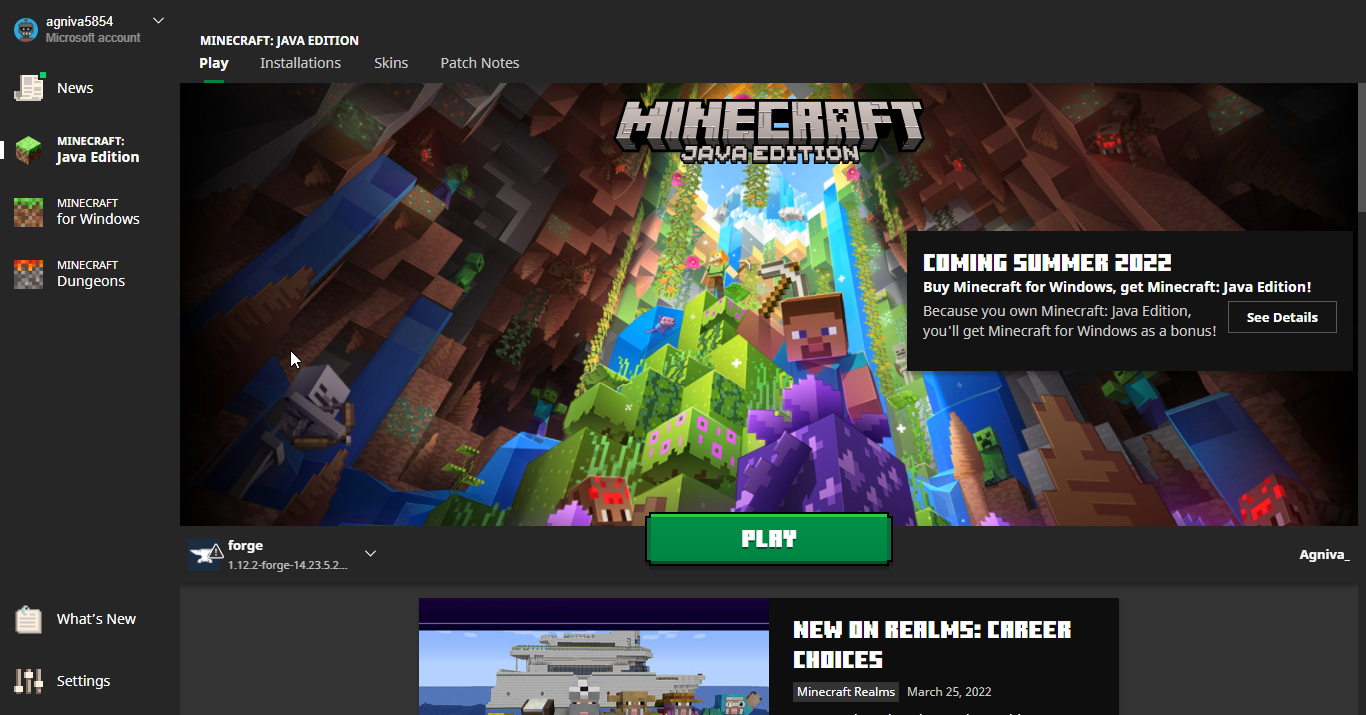 agniva5854
Microsoft account
News
MINECRAFT:
Java Edition
MINECRAFT
for Windows
MINECRAFT
Dungeons
What's New
Settings
MINECRAFT: JAVA EDITION
Play Installations Skins Patch Notes
MINECRAFT
JAVA EDITION
COMING SUMMER 2022
Buy Minecraft for Windows, get Minecraft: Java Edition!
Because you own Minecraft: Java Edition,
you'll get Minecraft for Windows as a bonus!
See Details
forge
1.12.2-forge-14.23.5.2...
PLAY
Agniva_
NEW ON REALMS: CAREER
CHOICES
Minecraft Realms March 25, 2022